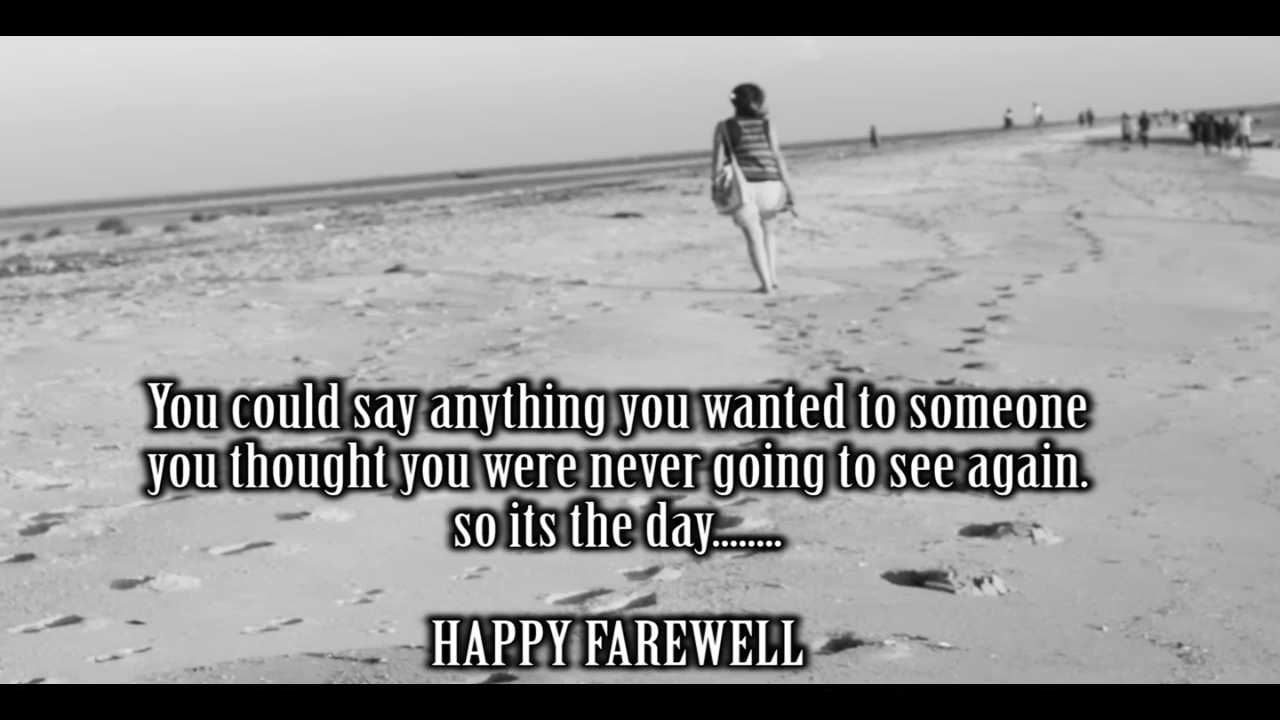 You could say anything you wanted to someone
you thought you were never going to see again.
so its the day........
HAPPY FAREWELL